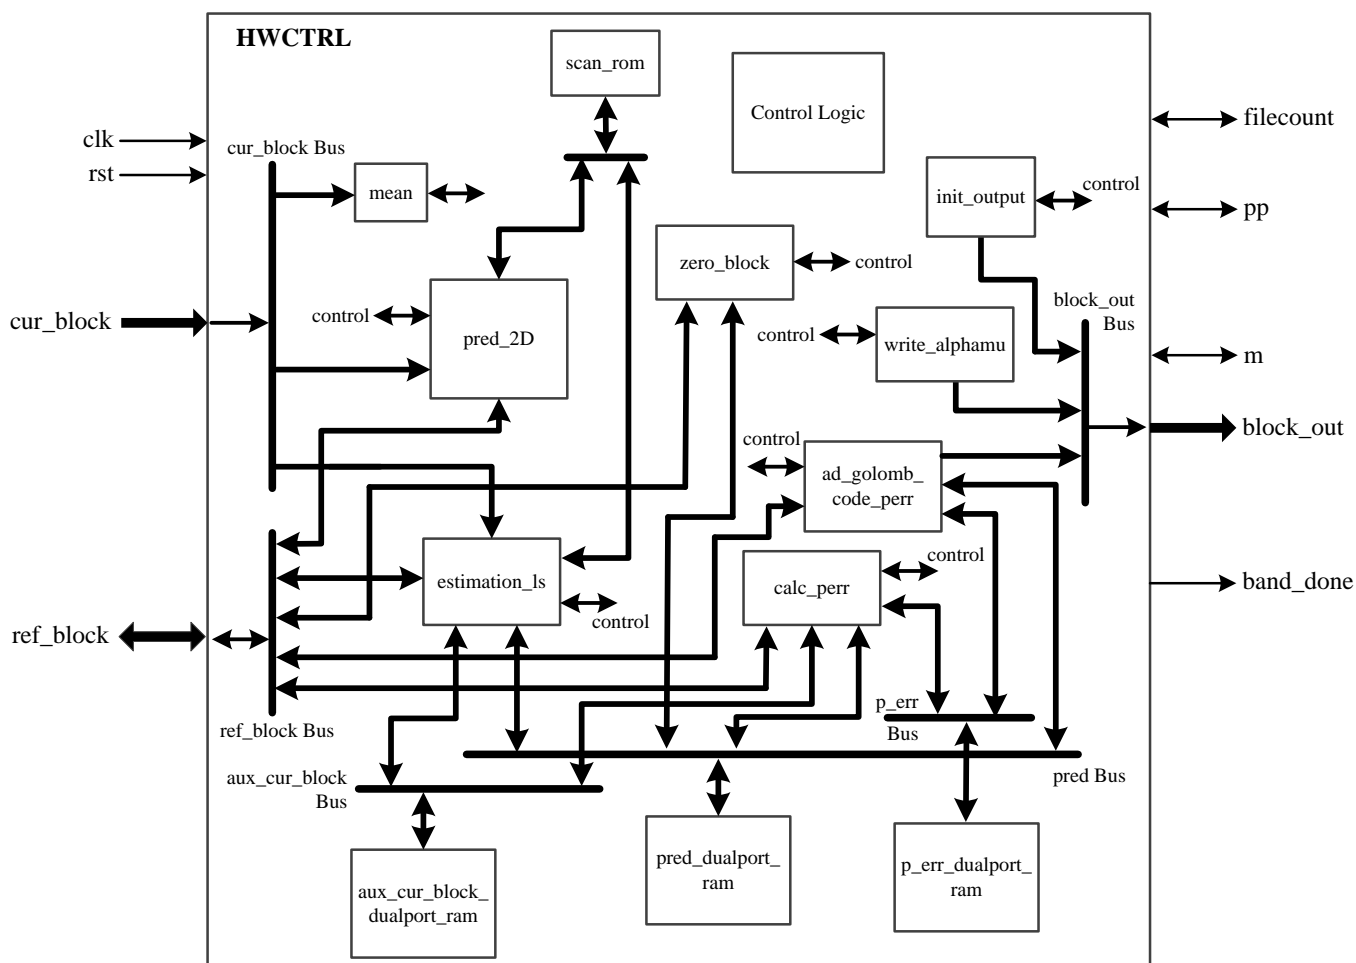 HWCTRL
scan_rom
Control Logic
filecount
clk
cur_block Bus
rst
mean
init_output
control
pp
zero_block
control
block_out
Bus
cur_block
control
pred_2D
control
write_alphamu
m
block_out
control
ad_golomb_
code_perr
control
estimation_ls
calc_perr
band_done
control
ref_block
p_err
Bus
ref_block Bus
aux_cur_block
Bus
pred Bus
pred_dualport_
ram
p_err_dualport_
ram
aux_cur_block_
dualport_ram